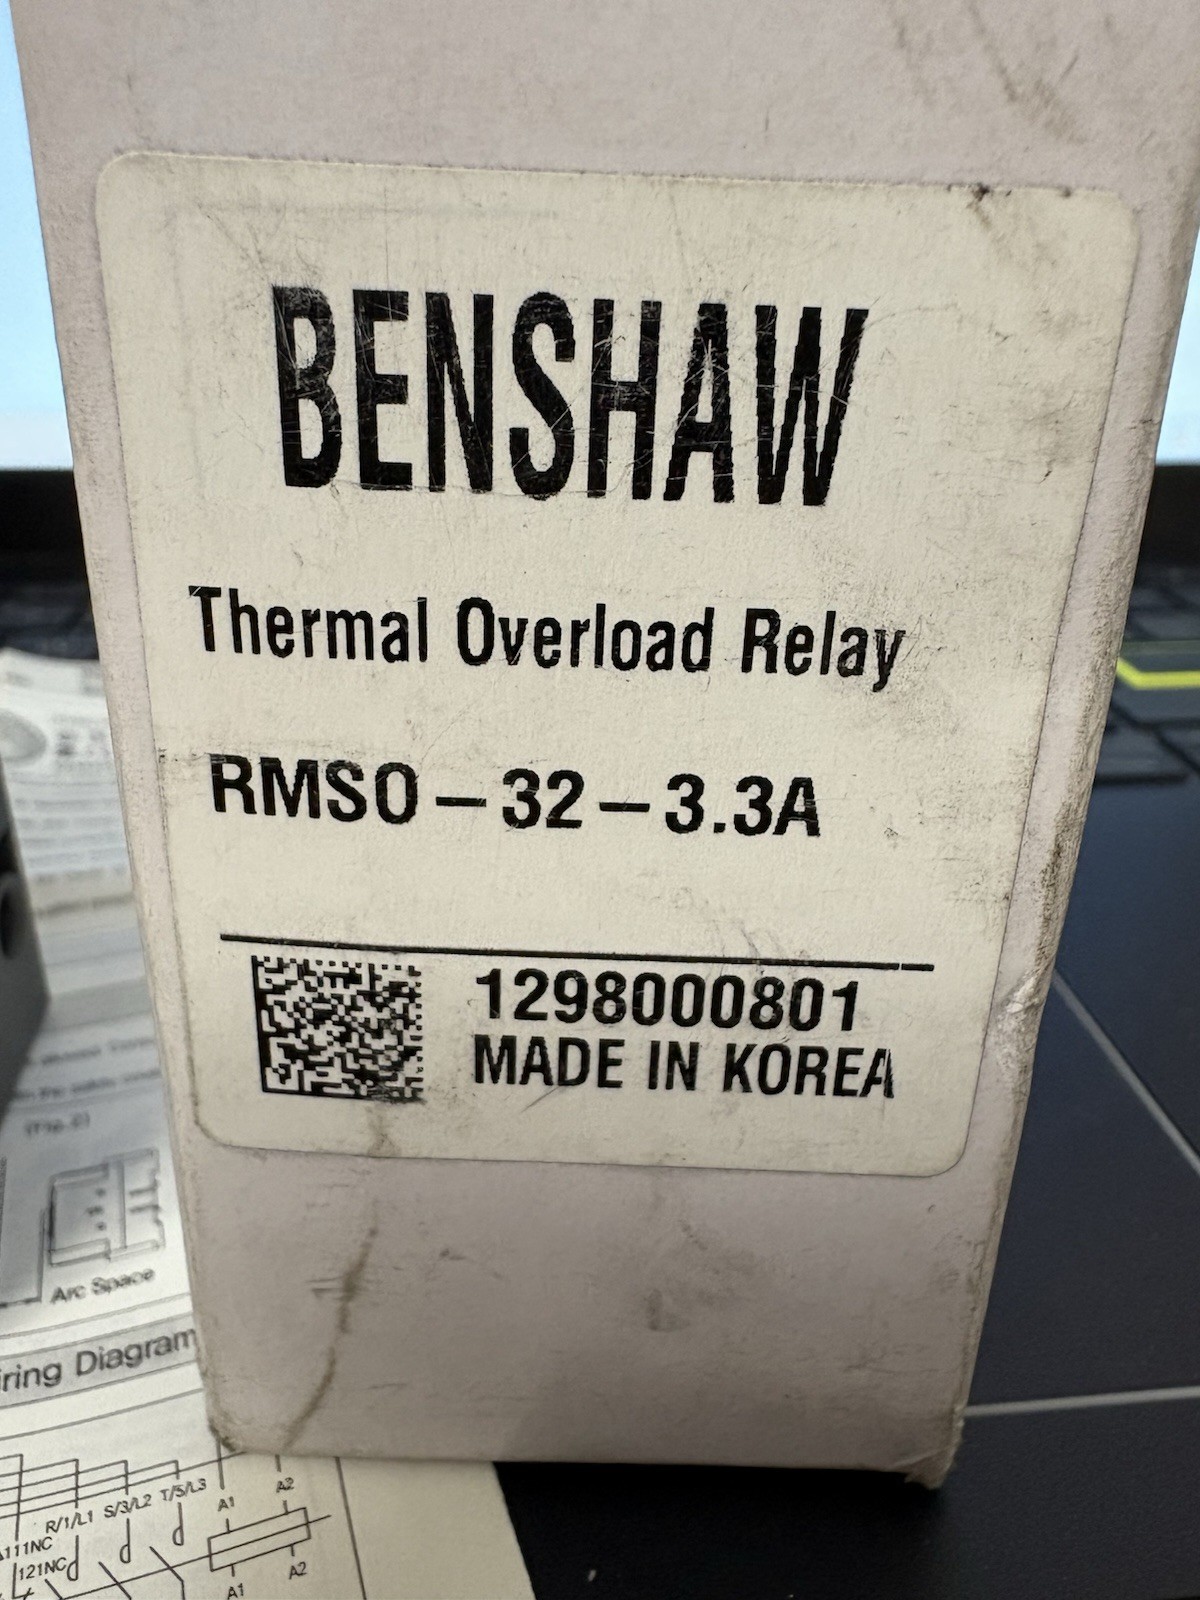 BENSHAW
Thermal Overload Relay
RMSO-32-3.3A
1298000801
MADE IN KOREA
Arc Space
iring Diagram
R/1/L1 S/3/L2 T/5/L3 A1 A2
111NC
121NC
A1 A2